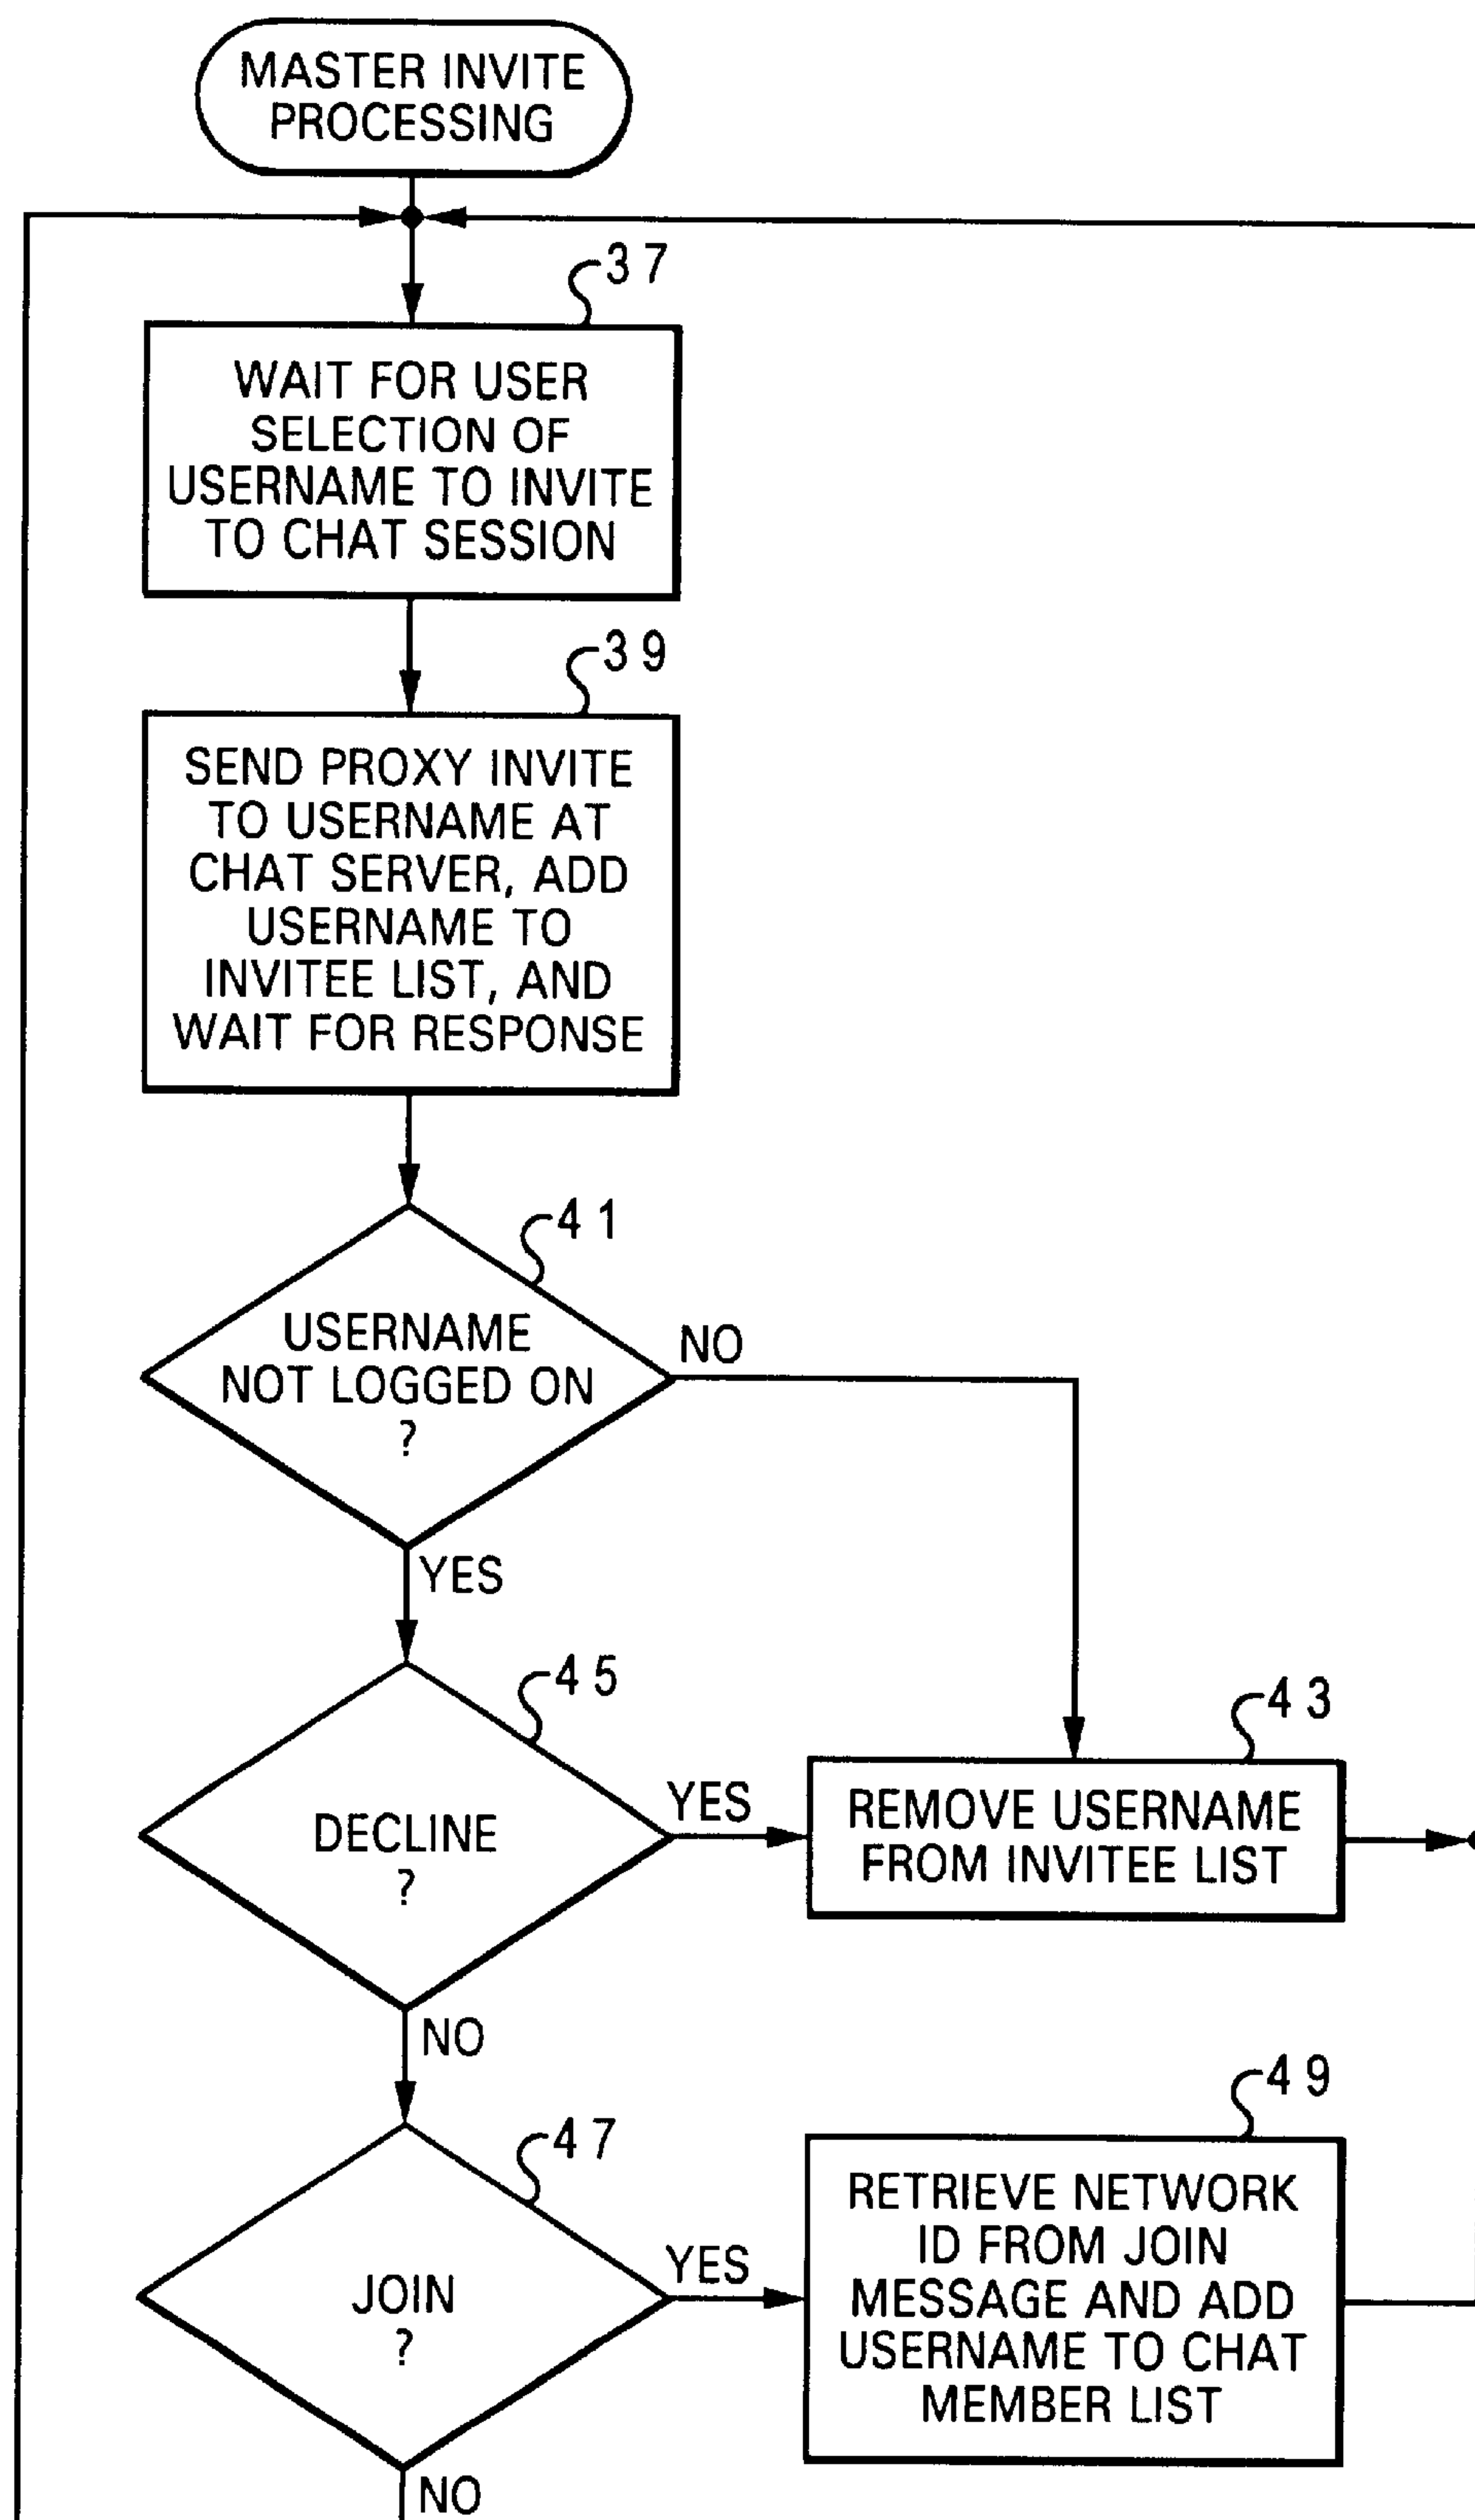 MASTER INVITE
PROCESSING
37
WAIT FOR USER
SELECTION OF
USERNAME TO INVITE
TO CHAT SESSION
39
SEND PROXY INVITE
TO USERNAME AT
CHAT SERVER, ADD
USERNAME TO
INVITEE LIST, AND
WAIT FOR RESPONSE
41
USERNAME
NOT LOGGED ON
?
NO
YES
45
DECLINE
?
YES
43
REMOVE USERNAME
FROM INVITEE LIST
NO
47
JOIN
?
YES
49
RETRIEVE NETWORK
ID FROM JOIN
MESSAGE AND ADD
USERNAME TO CHAT
MEMBER LIST
NO